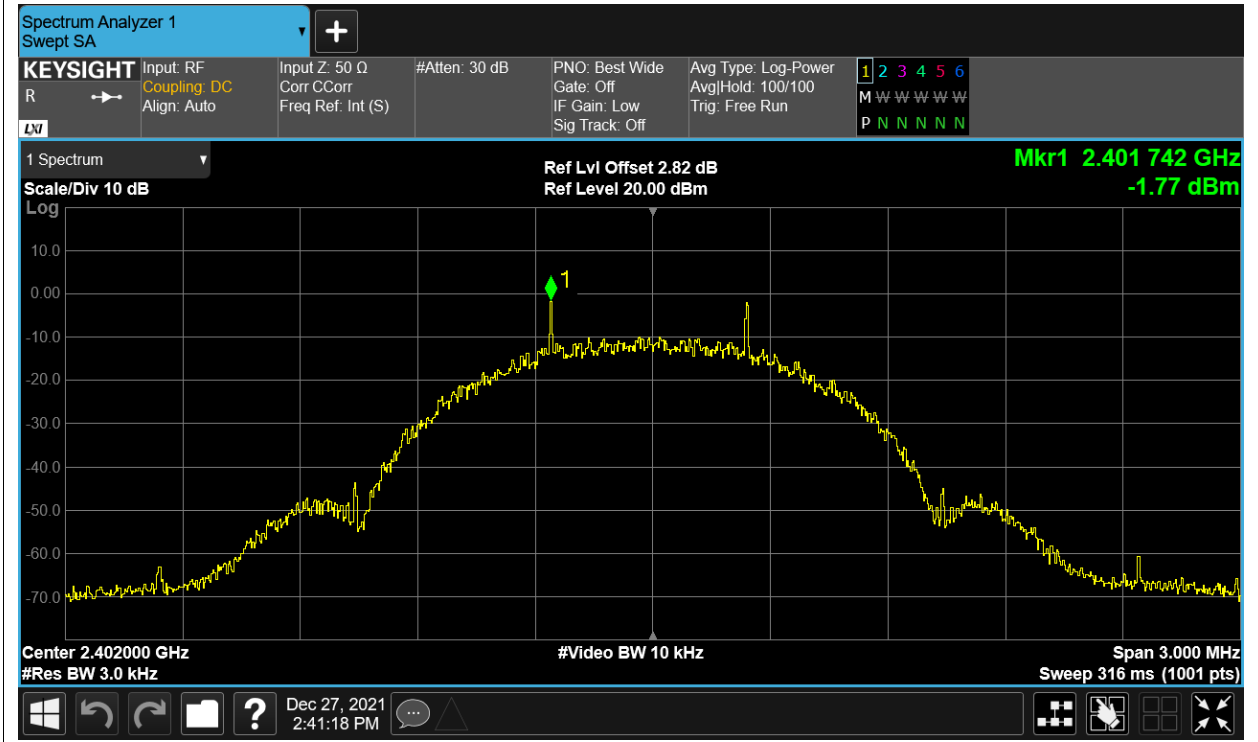 Spectrum Analyzer 1
Swept SA
▼
+
KEYSIGHT Input: RF Input Z: 50 Ω #Atten: 30 dB PNO: Best Wide Avg Type: Log-Power 1 2 3 4 5 6
R Coupling: DC Corr CCorr Gate: Off Avg|Hold: 100/100 M W W W W W W
Align: Auto Freq Ref: Int (S) IF Gain: Low Trig: Free Run
LXI Sig Track: Off P N N N N N N
1 Spectrum ▼ Ref Lvl Offset 2.82 dB Mkr1 2.401 742 GHz
Scale/Div 10 dB Ref Level 20.00 dBm -1.77 dBm
Log
10.0
1
0.00
-10.0
-20.0
-30.0
-40.0
-50.0
-60.0
-70.0
Center 2.402000 GHz #Video BW 10 kHz Span 3.000 MHz
#Res BW 3.0 kHz Sweep 316 ms (1001 pts)
? Dec 27, 2021
2:41:18 PM